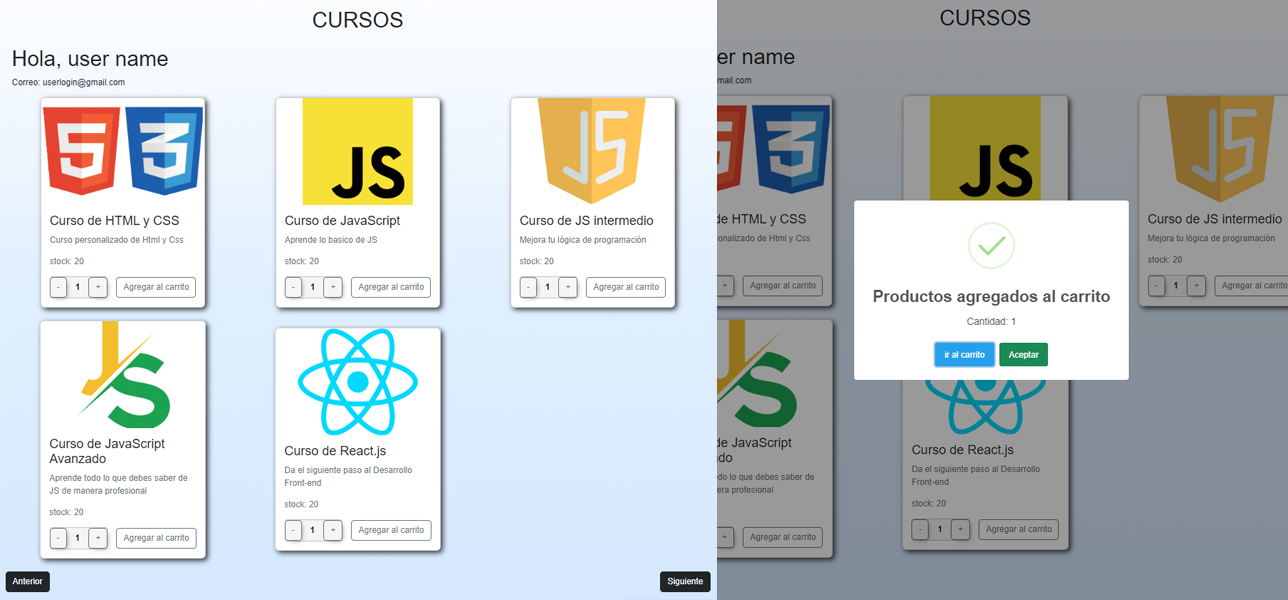 CURSOS
Hola, user name
Correo: userlogin@gmail.com
5
3
JS
JS
Curso de HTML y CSS
Curso de JavaScript
Curso de JS intermedio
Curso personalizado de Html y Css
Aprende lo basico de JS
Mejora tu lógica de programación
stock: 20
stock: 20
stock: 20
- 1 + Agregar al carrito
- 1 + Agregar al carrito
- 1 + Agregar al carrito
JS
Curso de JavaScript
Avanzado
Aprende todo lo que debes saber de
JS de manera profesional
stock: 20
- 1 + Agregar al carrito
Curso de React.js
Da el siguiente paso al Desarrollo
Front-end
stock: 20
- 1 + Agregar al carrito
Anterior
Siguiente
CURSOS
er name
mail.com
3
JS
JS
de HTML y CSS
sonalizado de Html y Css
Curso de JS intermedio
Mejora tu lógica de programación
stock: 20
+ Agregar al carrito
- 1 + Agregar al carrito
Productos agregados al carrito
Cantidad: 1
ir al carrito
Aceptar
S
de JavaScript
do
odo lo que debes saber de
era profesional
+ Agregar al carrito
Curso de React.js
Da el siguiente paso al Desarrollo
Front-end
stock: 20
- 1 + Agregar al carrito